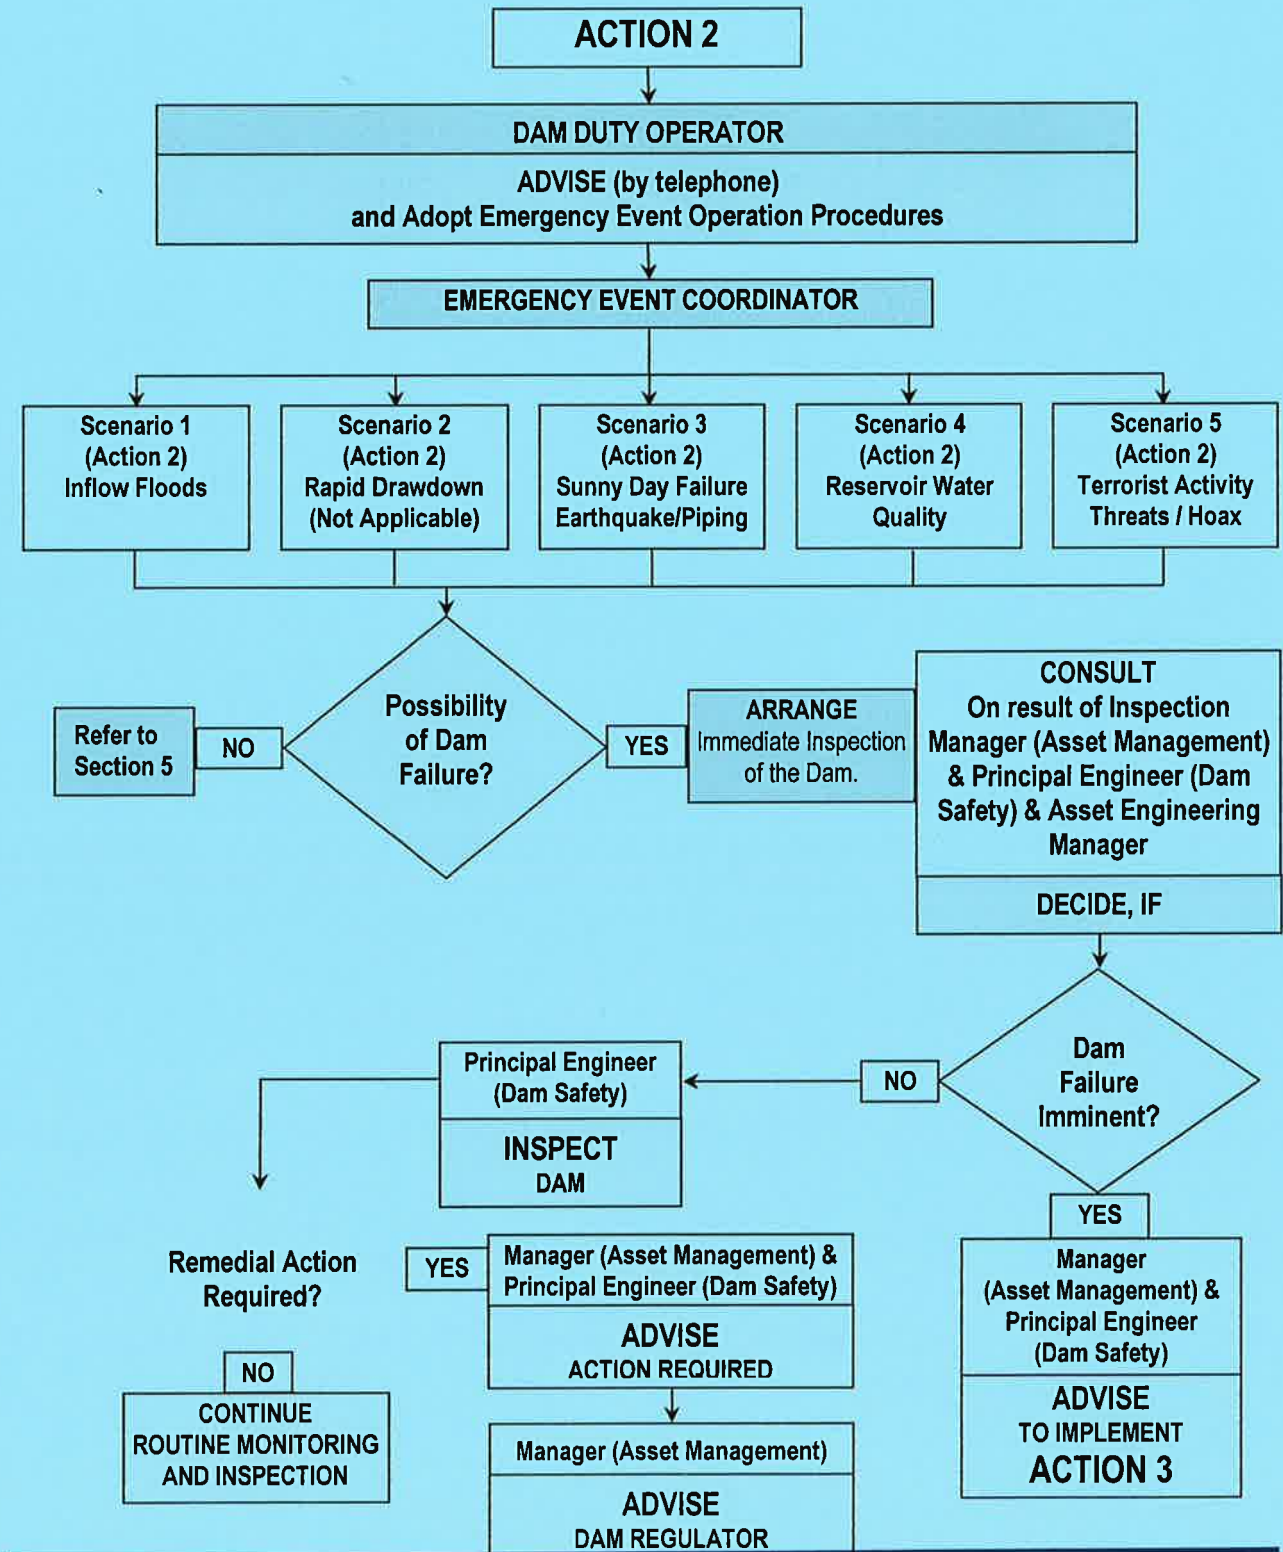 ACTION 2
DAM DUTY OPERATOR
ADVISE (by telephone)
and Adopt Emergency Event Operation Procedures
EMERGENCY EVENT COORDINATOR
Scenario 1
(Action 2)
Inflow Floods
Scenario 2
(Action 2)
Rapid Drawdown
(Not Applicable)
Scenario 3
(Action 2)
Sunny Day Failure
Earthquake/Piping
Scenario 4
(Action 2)
Reservoir Water
Quality
Scenario 5
(Action 2)
Terrorist Activity
Threats / Hoax
Possibility
of Dam
Failure?
NO
Refer to
Section 5
YES
ARRANGE
Immediate Inspection
of the Dam.
CONSULT
On result of Inspection
Manager (Asset Management)
& Principal Engineer (Dam
Safety) & Asset Engineering
Manager
DECIDE, IF
Dam
Failure
Imminent?
NO
Principal Engineer
(Dam Safety)
INSPECT
DAM
YES
Manager
(Asset Management) &
Principal Engineer
(Dam Safety)
ADVISE
TO IMPLEMENT
ACTION 3
Remedial Action
Required?
YES
Manager (Asset Management) &
Principal Engineer (Dam Safety)
ADVISE
ACTION REQUIRED
Manager (Asset Management)
ADVISE
DAM REGULATOR
NO
CONTINUE
ROUTINE MONITORING
AND INSPECTION